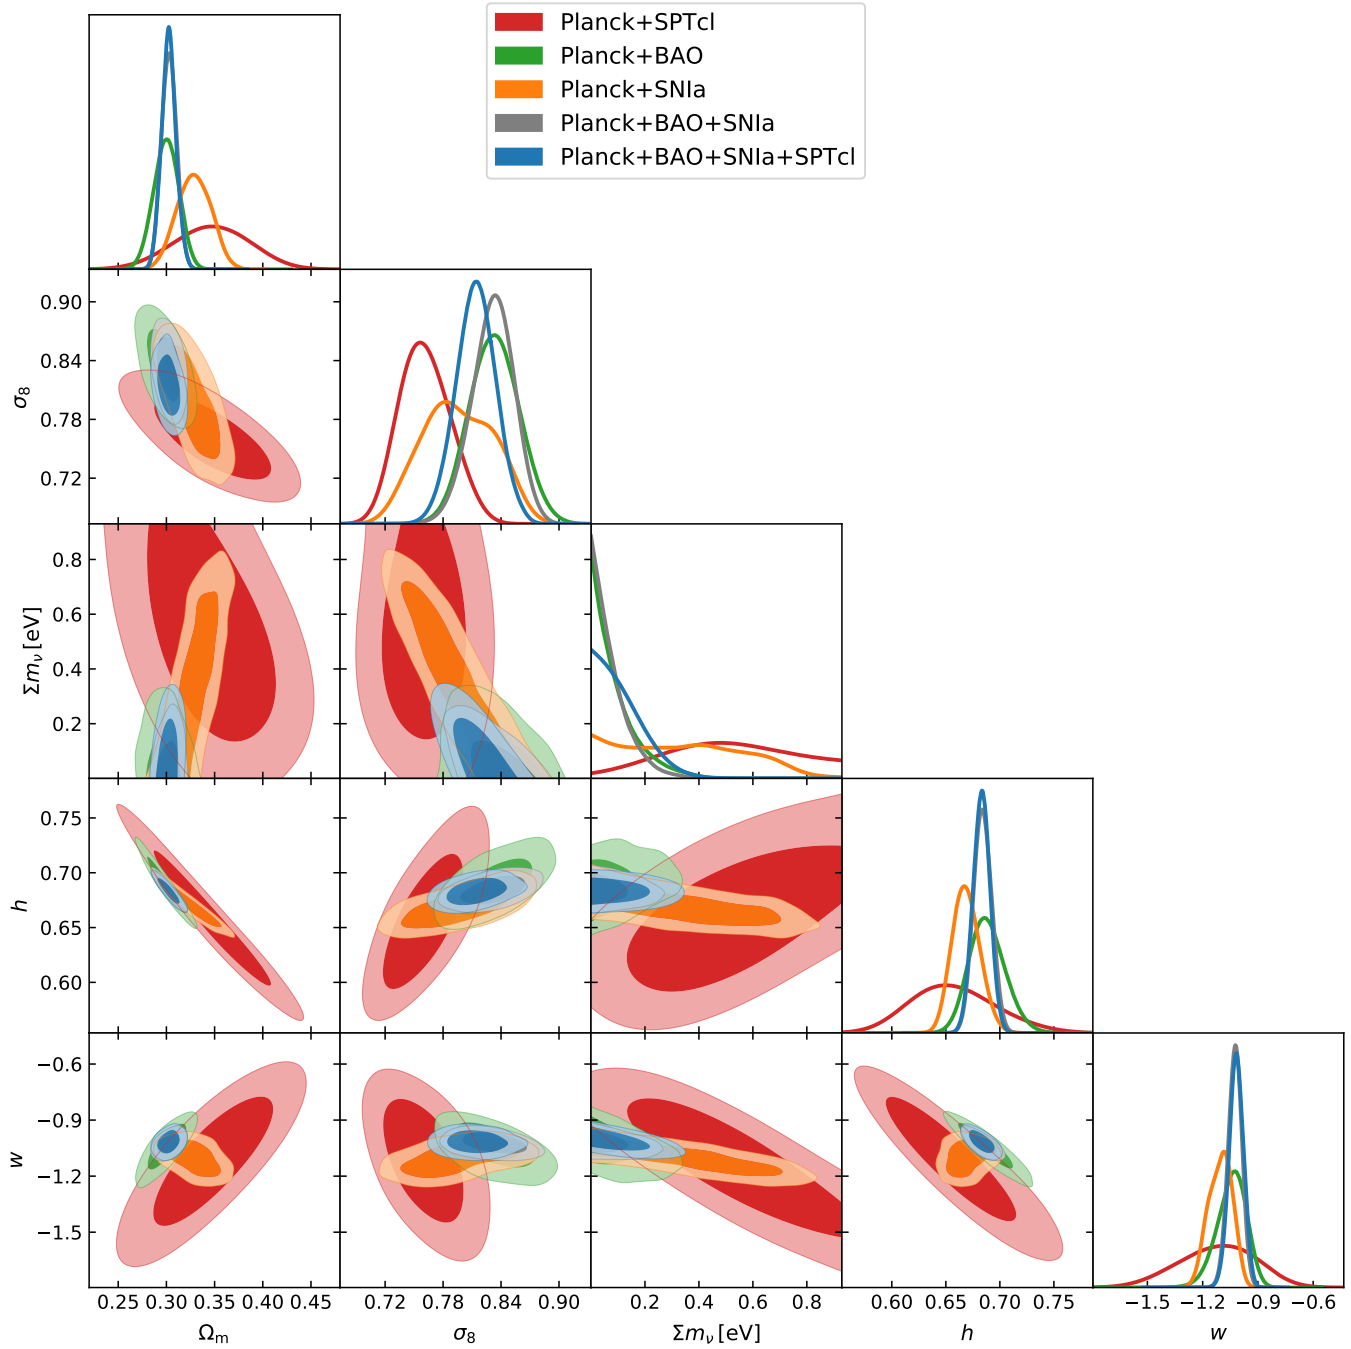 Planck+SPTcl
Planck+BAO
Planck+SNIa
Planck+BAO+SNIa
Planck+BAO+SNIa+SPTcl
0.90
0.84
0.78
0.72
σ₈
0.8
0.6
0.4
0.2
Σmν [eV]
0.75
0.70
0.65
0.60
h
−0.6
−0.9
−1.2
−1.5
w
0.25 0.30 0.35 0.40 0.45
0.72 0.78 0.84 0.90
0.2 0.4 0.6 0.8
0.60 0.65 0.70 0.75
−1.5 −1.2 −0.9 −0.6
Ωm σ₈ Σmν [eV] h w